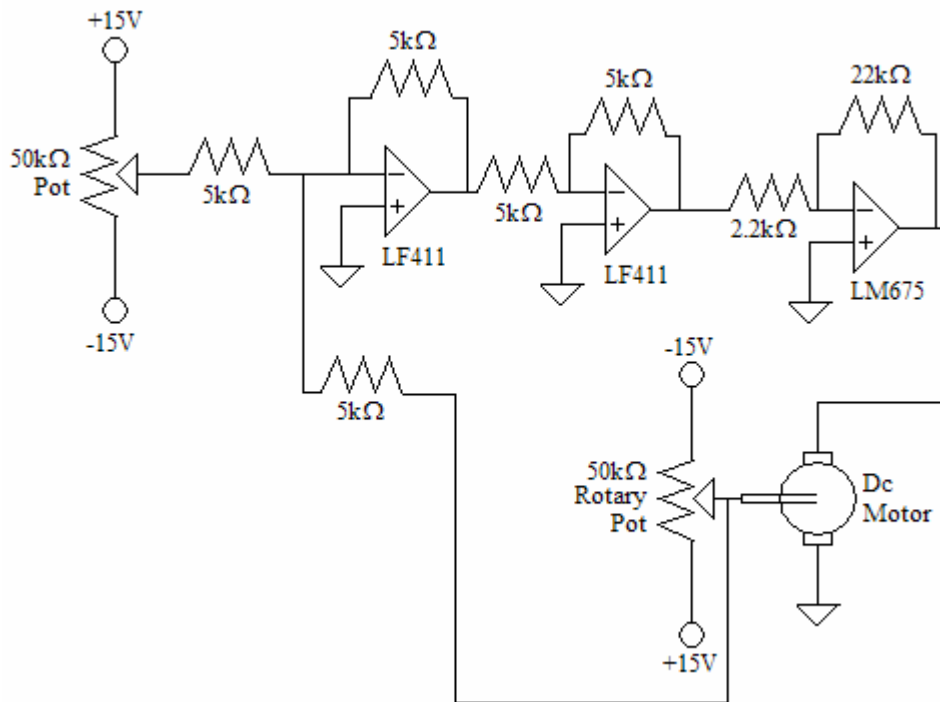 +15V
50kΩ
Pot
5kΩ
-15V
5kΩ
LF411
5kΩ
5kΩ
LF411
2.2kΩ
22kΩ
LM675
5kΩ
-15V
50kΩ
Rotary
Pot
+15V
Dc
Motor